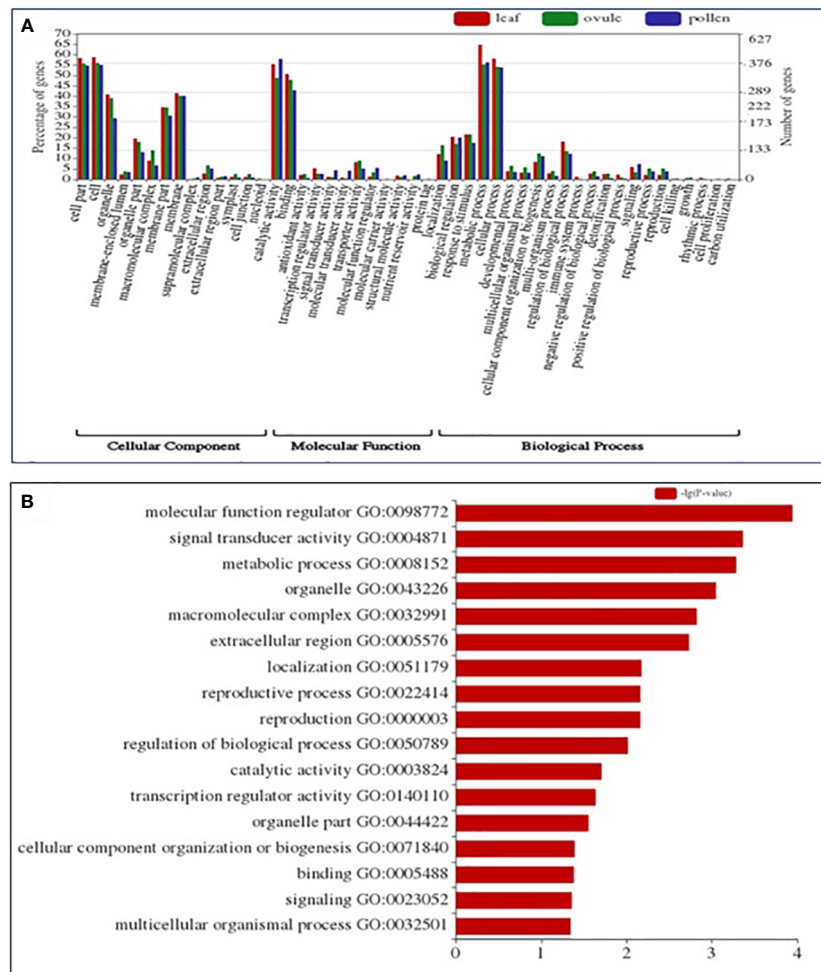 A
leaf ovule pollen
Percentage of genes
70
65
60
55
50
45
40
35
30
25
20
15
10
5
0
627
376
289
222
173
133
0
Number of genes
cell part
cell
organelle
membrane-enclosed lumen
organelle part
macromolecular complex
membrane part
membrane
supramolecular complex
extracellular region
extracellular region part
symplast
cell junction
nucleoid
catalytic activity
binding
antioxidant activity
transcription regulator activity
signal transducer activity
molecular transducer activity
transporter activity
molecular function regulator
molecular carrier activity
structural molecule activity
nutrient reservoir activity
protein tag
localization
biological regulation
response to stimulus
metabolic process
cellular process
developmental process
multicellular organismal process
cellular component organization or biogenesis
multi-organism process
regulation of biological process
immune system process
negative regulation of biological process
detoxification
positive regulation of biological process
signaling
reproductive process
reproduction
cell killing
growth
rhythmic process
cell proliferation
carbon utilization
Cellular Component Molecular Function Biological Process
B
-lg(P-value)
molecular function regulator GO:0098772
signal transducer activity GO:0004871
metabolic process GO:0008152
organelle GO:0043226
macromolecular complex GO:0032991
extracellular region GO:0005576
localization GO:0051179
reproductive process GO:0022414
reproduction GO:0000003
regulation of biological process GO:0050789
catalytic activity GO:0003824
transcription regulator activity GO:0140110
organelle part GO:0044422
cellular component organization or biogenesis GO:0071840
binding GO:0005488
signaling GO:0023052
multicellular organismal process GO:0032501
0 1 2 3 4